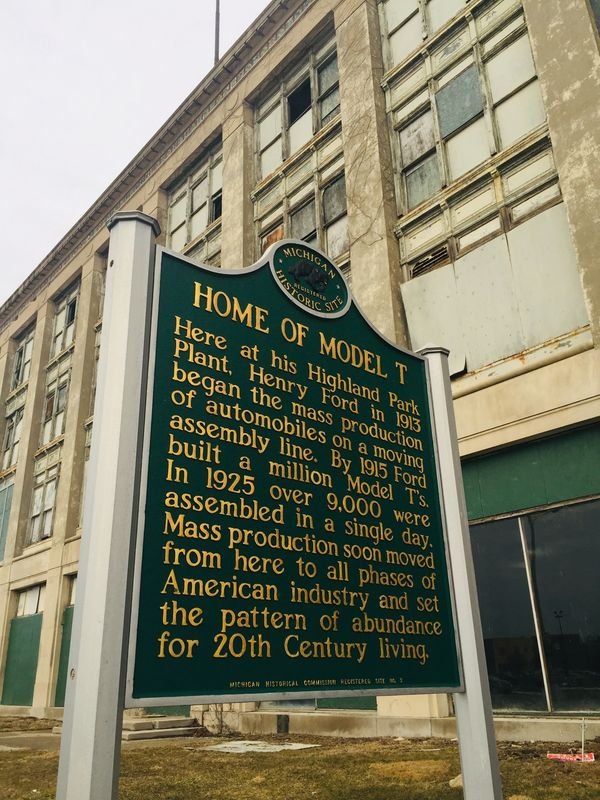 MICHIGAN
REGISTERED
HISTORIC SITE
HOME OF MODEL T
Here at his Highland Park
Plant, Henry Ford in 1913
began the mass production
of automobiles on a moving
assembly line. By 1915 Ford
built a million Model T's.
In 1925 over 9,000 were
assembled in a single day.
Mass production soon moved
from here to all phases of
American industry and set
the pattern of abundance
for 20th Century living.
MICHIGAN HISTORICAL COMMISSION REGISTERED SITE NO.